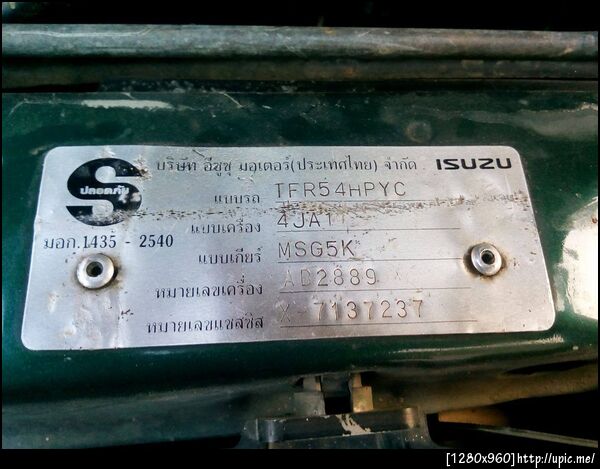 บริษัท อีซูซุ มอเตอร์(ประเทศไทย) จำกัด ISUZU
S
ปลอดภัย
มอก.1435 - 2540
แบบรถ TFR54HPYC
แบบเครื่อง 4JA1
แบบเกียร์ MSG5K
หมายเลขเครื่อง AD2889
หมายเลขแชสซีส X-7137237
[1280x960]http://upic.me/